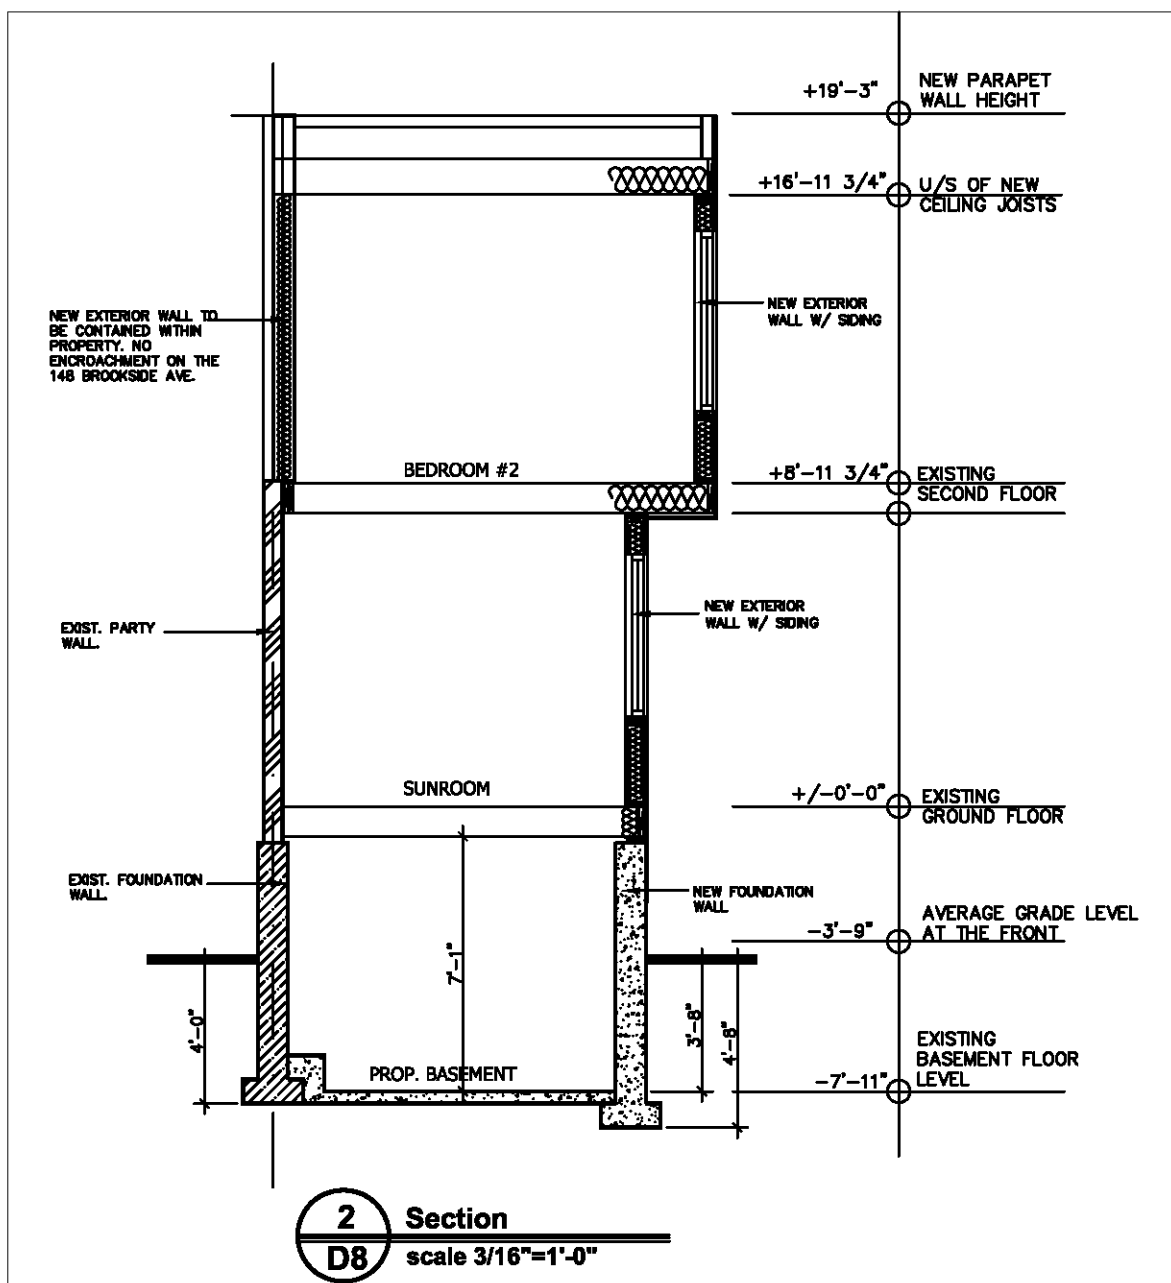 +19'-3"
NEW PARAPET
WALL HEIGHT
+16'-11 3/4"
U/S OF NEW
CEILING JOISTS
NEW EXTERIOR WALL TO
BE CONTAINED WITHIN
PROPERTY. NO
ENCROACHMENT ON THE
148 BROOKSIDE AVE.
NEW EXTERIOR
WALL W/ SIDING
BEDROOM #2
+8'-11 3/4"
EXISTING
SECOND FLOOR
EXIST. PARTY
WALL.
NEW EXTERIOR
WALL W/ SIDING
SUNROOM
+/-0'-0"
EXISTING
GROUND FLOOR
EXIST. FOUNDATION
WALL.
NEW FOUNDATION
WALL
-3'-9"
AVERAGE GRADE LEVEL
AT THE FRONT
7'-1"
4'-0"
3'-8"
4'-8"
PROP. BASEMENT
-7'-11"
EXISTING
BASEMENT FLOOR
LEVEL
2
D8
Section
scale 3/16"=1'-0"